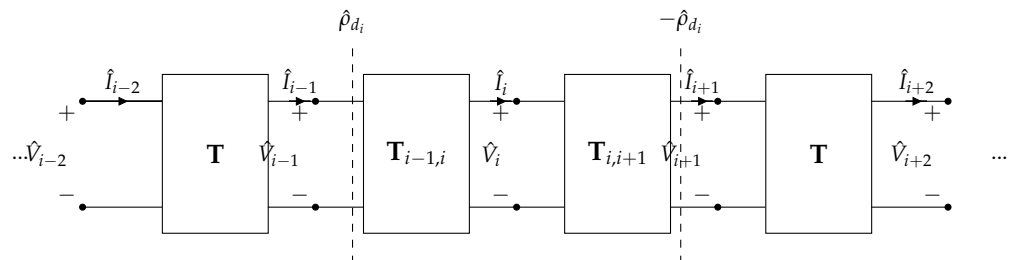 ρ̂_{d_i} −ρ̂_{d_i}
Î_{i−2} Î_{i−1} Î_i Î_{i+1} Î_{i+2}
+ + + + +
...V̂_{i−2} T V̂_{i−1} T_{i−1,i} V̂_i T_{i,i+1} V̂_{i+1} T V̂_{i+2} ...
− − − − −